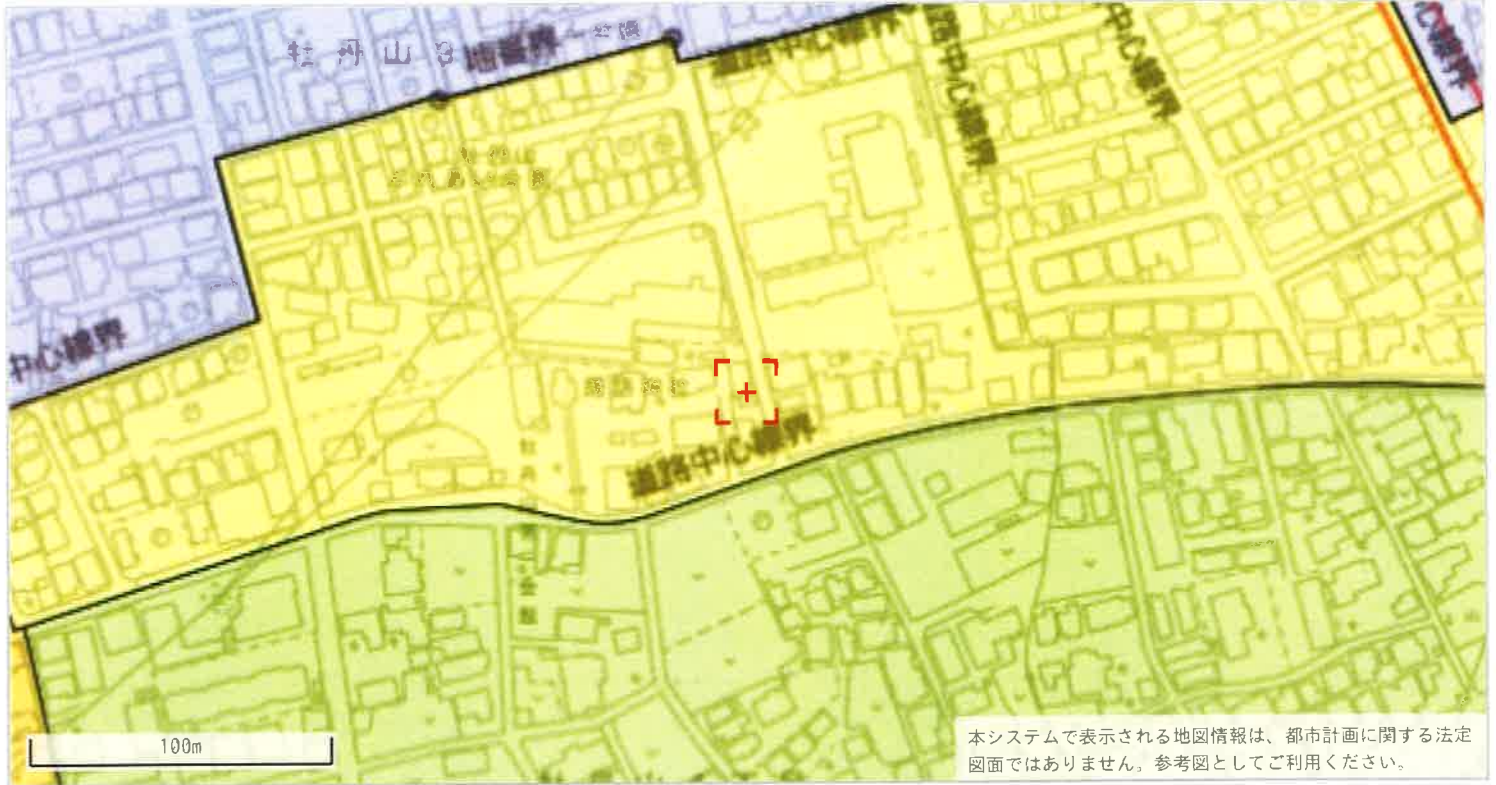 牡丹山3
地番界
道路中心線界
道路中心線界
道路中心線界
心線界
中心線界
道路中心線界
100m
本システムで表示される地図情報は、都市計画に関する法定
図面ではありません。参考図としてご利用ください。